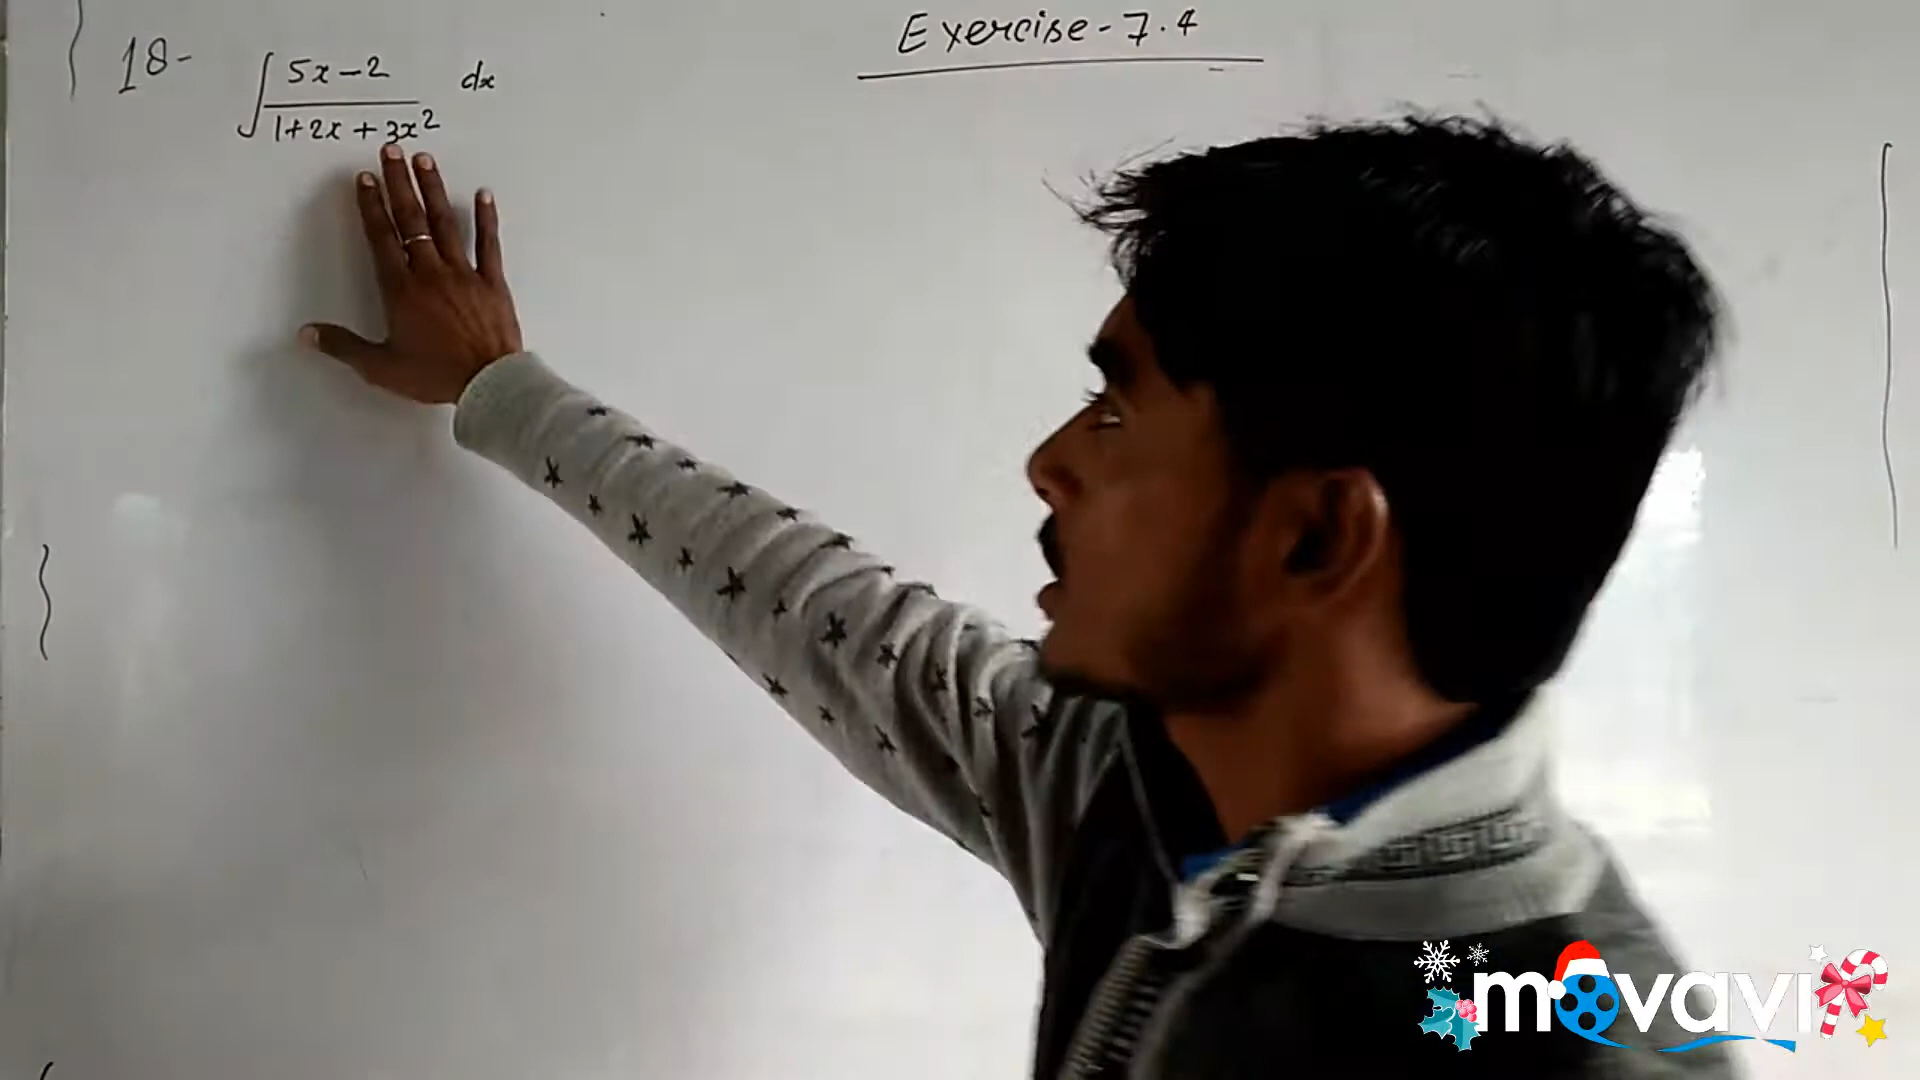 Exercise-7.4
18- ∫ (5x-2)/(1+2x+3x²) dx
movavi